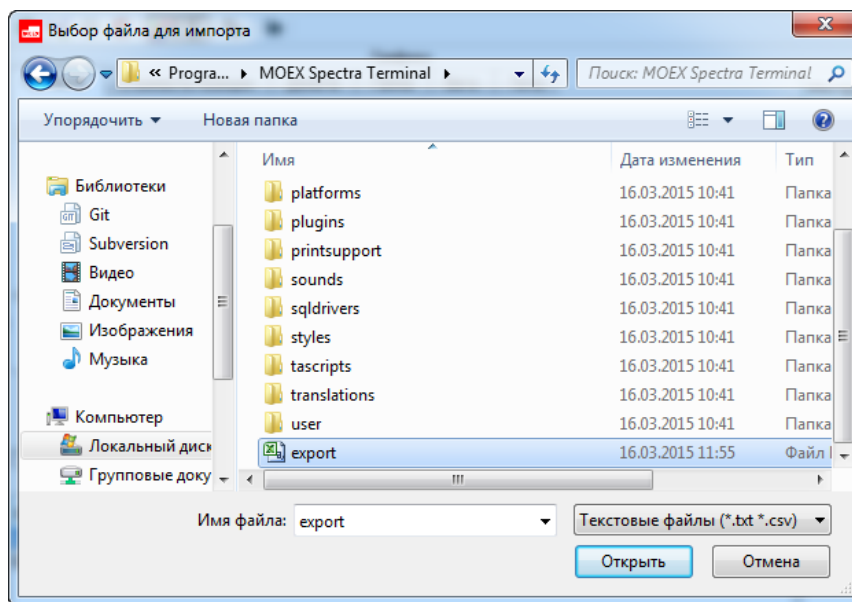 Выбор файла для импорта
« Progra... MOEX Spectra Terminal
Поиск: MOEX Spectra Terminal
Упорядочить
Новая папка
Имя Дата изменения Тип
Библиотеки
Git
Subversion
Видео
Документы
Изображения
Музыка
Компьютер
Локальный диск
Групповые доку
platforms 16.03.2015 10:41 Папка
plugins 16.03.2015 10:41 Папка
printsupport 16.03.2015 10:41 Папка
sounds 16.03.2015 10:41 Папка
sqldrivers 16.03.2015 10:41 Папка
styles 16.03.2015 10:41 Папка
tascripts 16.03.2015 10:41 Папка
translations 16.03.2015 10:41 Папка
user 16.03.2015 10:41 Папка
export 16.03.2015 11:55 Файл
Имя файла: export
Текстовые файлы (*.txt *.csv)
Открыть
Отмена